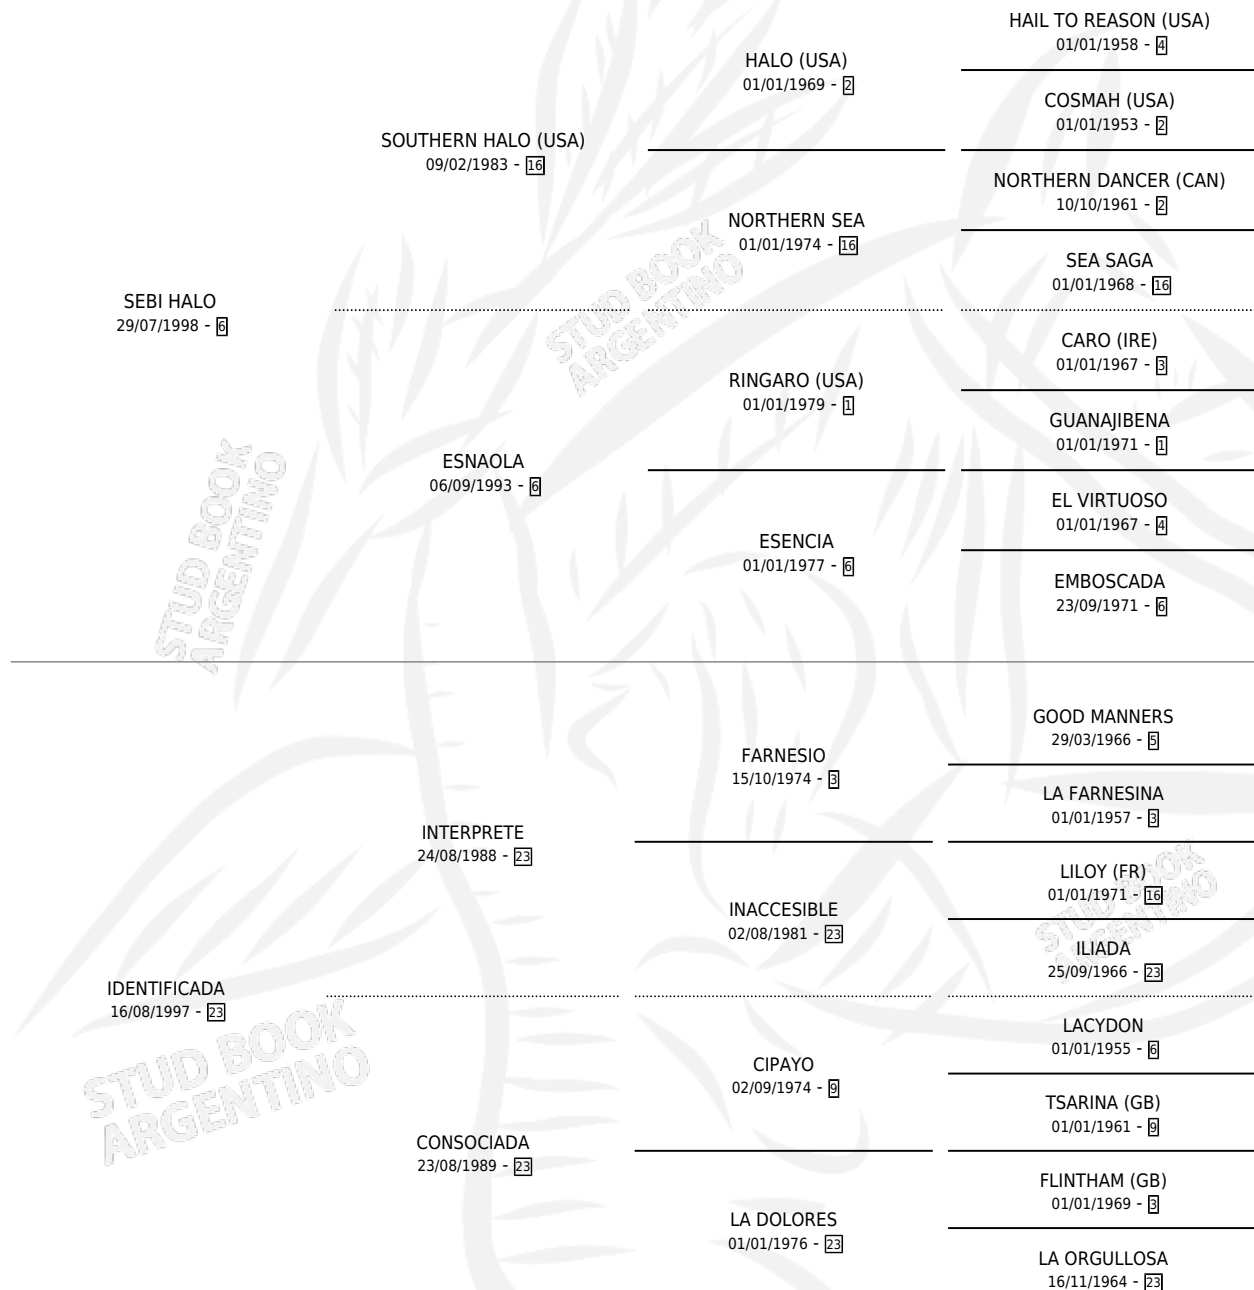 HAIL TO REASON (USA)
01/01/1958 - 4
HALO (USA)
01/01/1969 - 2
COSMAH (USA)
01/01/1953 - 2
SOUTHERN HALO (USA)
09/02/1983 - 16
NORTHERN DANCER (CAN)
10/10/1961 - 2
NORTHERN SEA
01/01/1974 - 16
SEA SAGA
01/01/1968 - 16
SEBI HALO
29/07/1998 - 6
CARO (IRE)
01/01/1967 - 3
RINGARO (USA)
01/01/1979 - 1
GUANAJIBENA
01/01/1971 - 1
ESNAOLA
06/09/1993 - 6
EL VIRTUOSO
01/01/1967 - 4
ESENCIA
01/01/1977 - 6
EMBOSCADA
23/09/1971 - 6
GOOD MANNERS
29/03/1966 - 5
FARNESIO
15/10/1974 - 3
LA FARNESINA
01/01/1957 - 3
INTERPRETE
24/08/1988 - 23
LILOY (FR)
01/01/1971 - 16
INACCESIBLE
02/08/1981 - 23
ILIADA
25/09/1966 - 23
IDENTIFICADA
16/08/1997 - 23
LACYDON
01/01/1955 - 6
CIPAYO
02/09/1974 - 9
TSARINA (GB)
01/01/1961 - 9
CONSOCIADA
23/08/1989 - 23
FLINTHAM (GB)
01/01/1969 - 3
LA DOLORES
01/01/1976 - 23
LA ORGULLOSA
16/11/1964 - 23
STUD BOOK
ARGENTINO
STUD BOOK
ARGENTINO
STUD BOOK
ARGENTINO
STUD BOOK
ARGENTINO